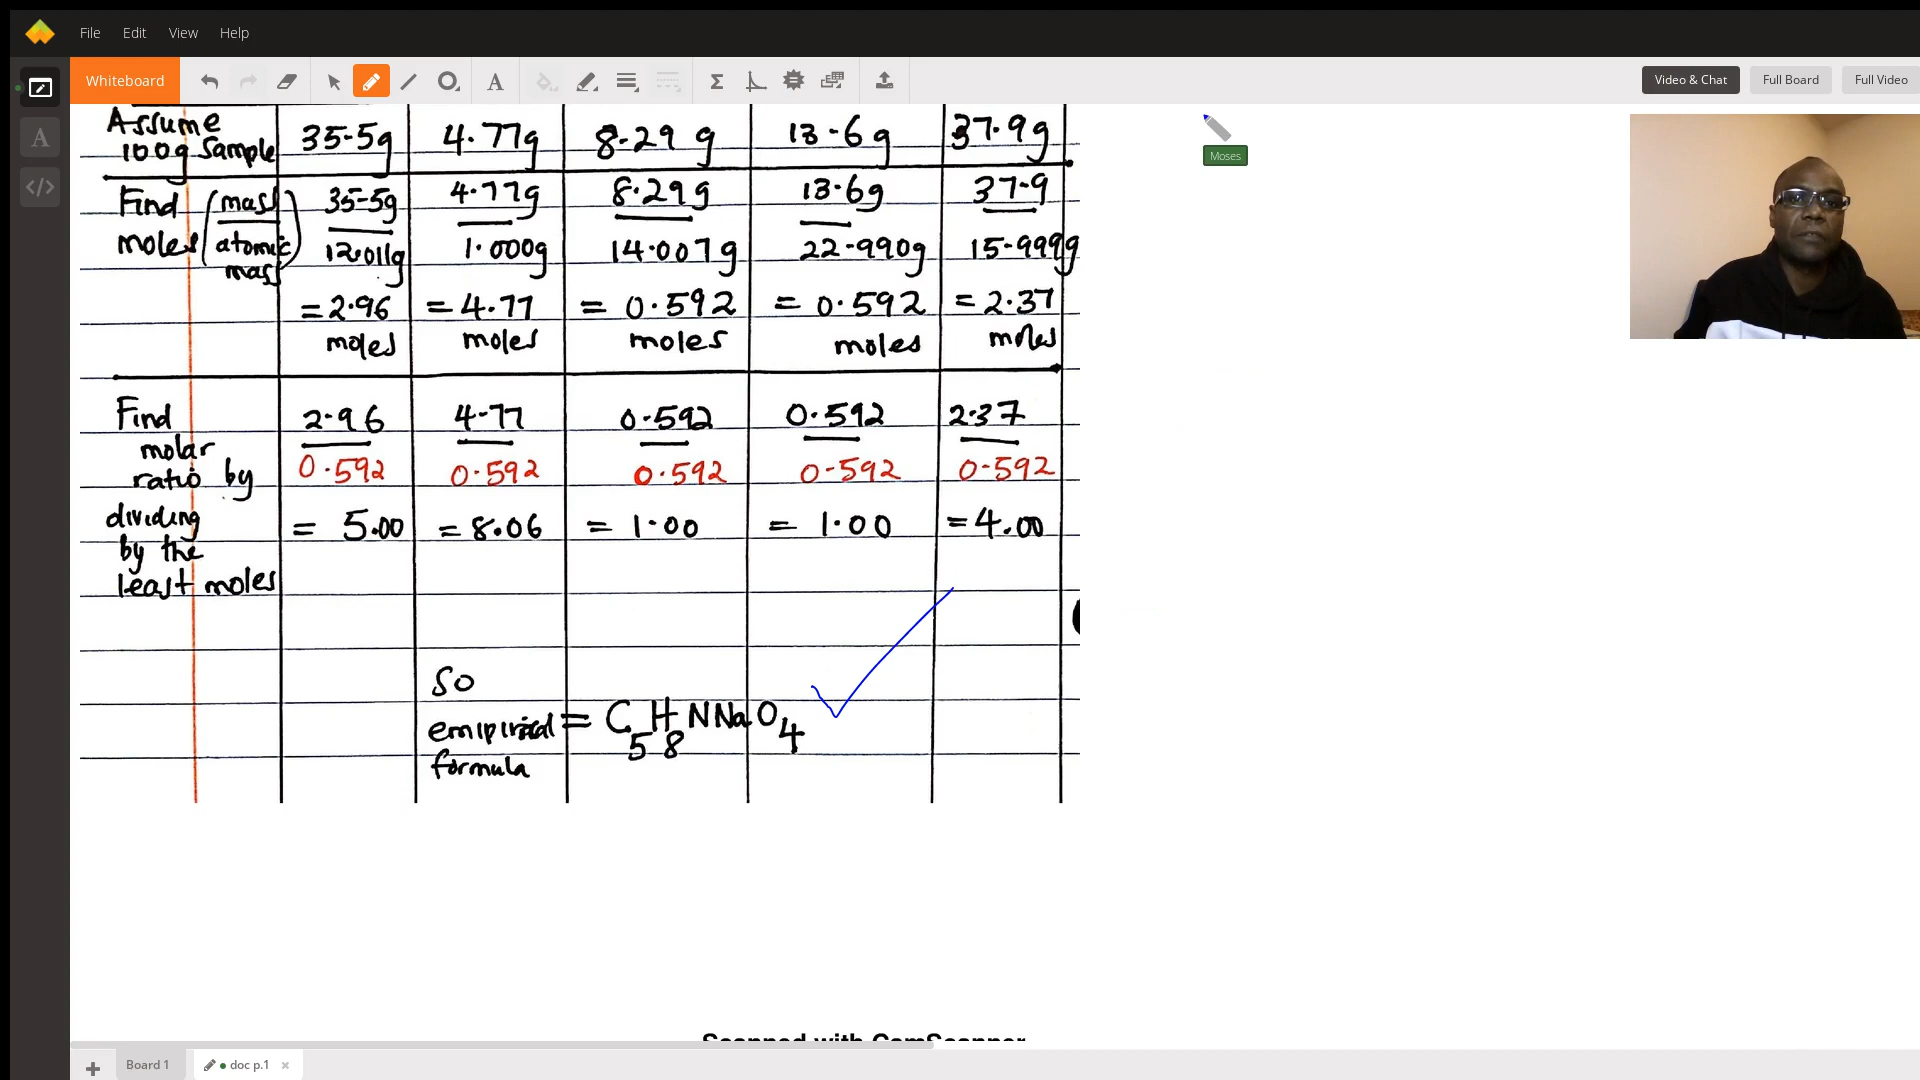 File Edit View Help
Whiteboard
Video & Chat Full Board Full Video
Moses
Assume 100g Sample 35-5g 4.77g 8.29 g 13-6g 37.9g
Find moles (mass / atomic mass) 35-5g 4.77g 8.29g 13-6g 37-9
12.011g 1.000g 14.007g 22-990g 15-999g
= 2.96 = 4.77 = 0.592 = 0.592 = 2.37
moles moles moles moles moles
Find 2.96 4-77 0.592 0.592 2.37
molar
ratio by 0.592 0.592 0.592 0.592 0.592
dividing = 5.00 = 8.06 = 1.00 = 1.00 = 4.00
by the
least moles
So
emipirical = C5H8NNaO4
formula
Scanned with CamScanner
Board 1 doc p.1